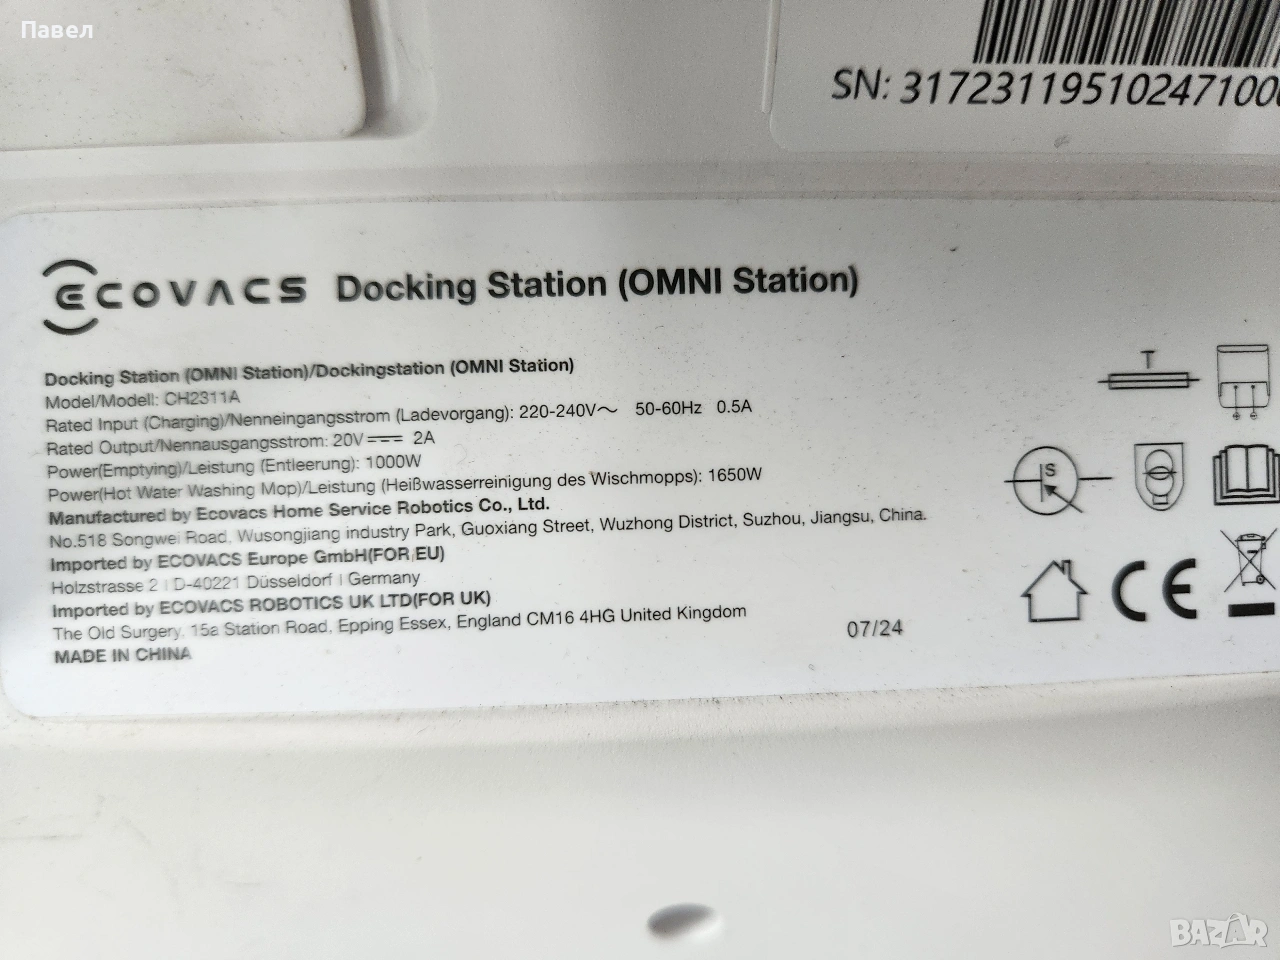 Павел
SN: 317231195102471000
ECOVACS Docking Station (OMNI Station)
Docking Station (OMNI Station)/Dockingstation (OMNI Station)
Model/Modell: CH2311A
Rated Input (Charging)/Nenneingangsstrom (Ladevorgang): 220-240V~ 50-60Hz 0.5A
Rated Output/Nennausgangsstrom: 20V⎓ 2A
Power(Emptying)/Leistung (Entleerung): 1000W
Power(Hot Water Washing Mop)/Leistung (Heißwasserreinigung des Wischmopps): 1650W
Manufactured by Ecovacs Home Service Robotics Co., Ltd.
No.518 Songwei Road, Wusongjiang industry Park, Guoxiang Street, Wuzhong District, Suzhou, Jiangsu, China.
Imported by ECOVACS Europe GmbH(FOR EU)
Holzstrasse 2 | D-40221 Düsseldorf | Germany
Imported by ECOVACS ROBOTICS UK LTD(FOR UK)
The Old Surgery, 15a Station Road, Epping Essex, England CM16 4HG United Kingdom
MADE IN CHINA
07/24
T
S
CE
BAZAR